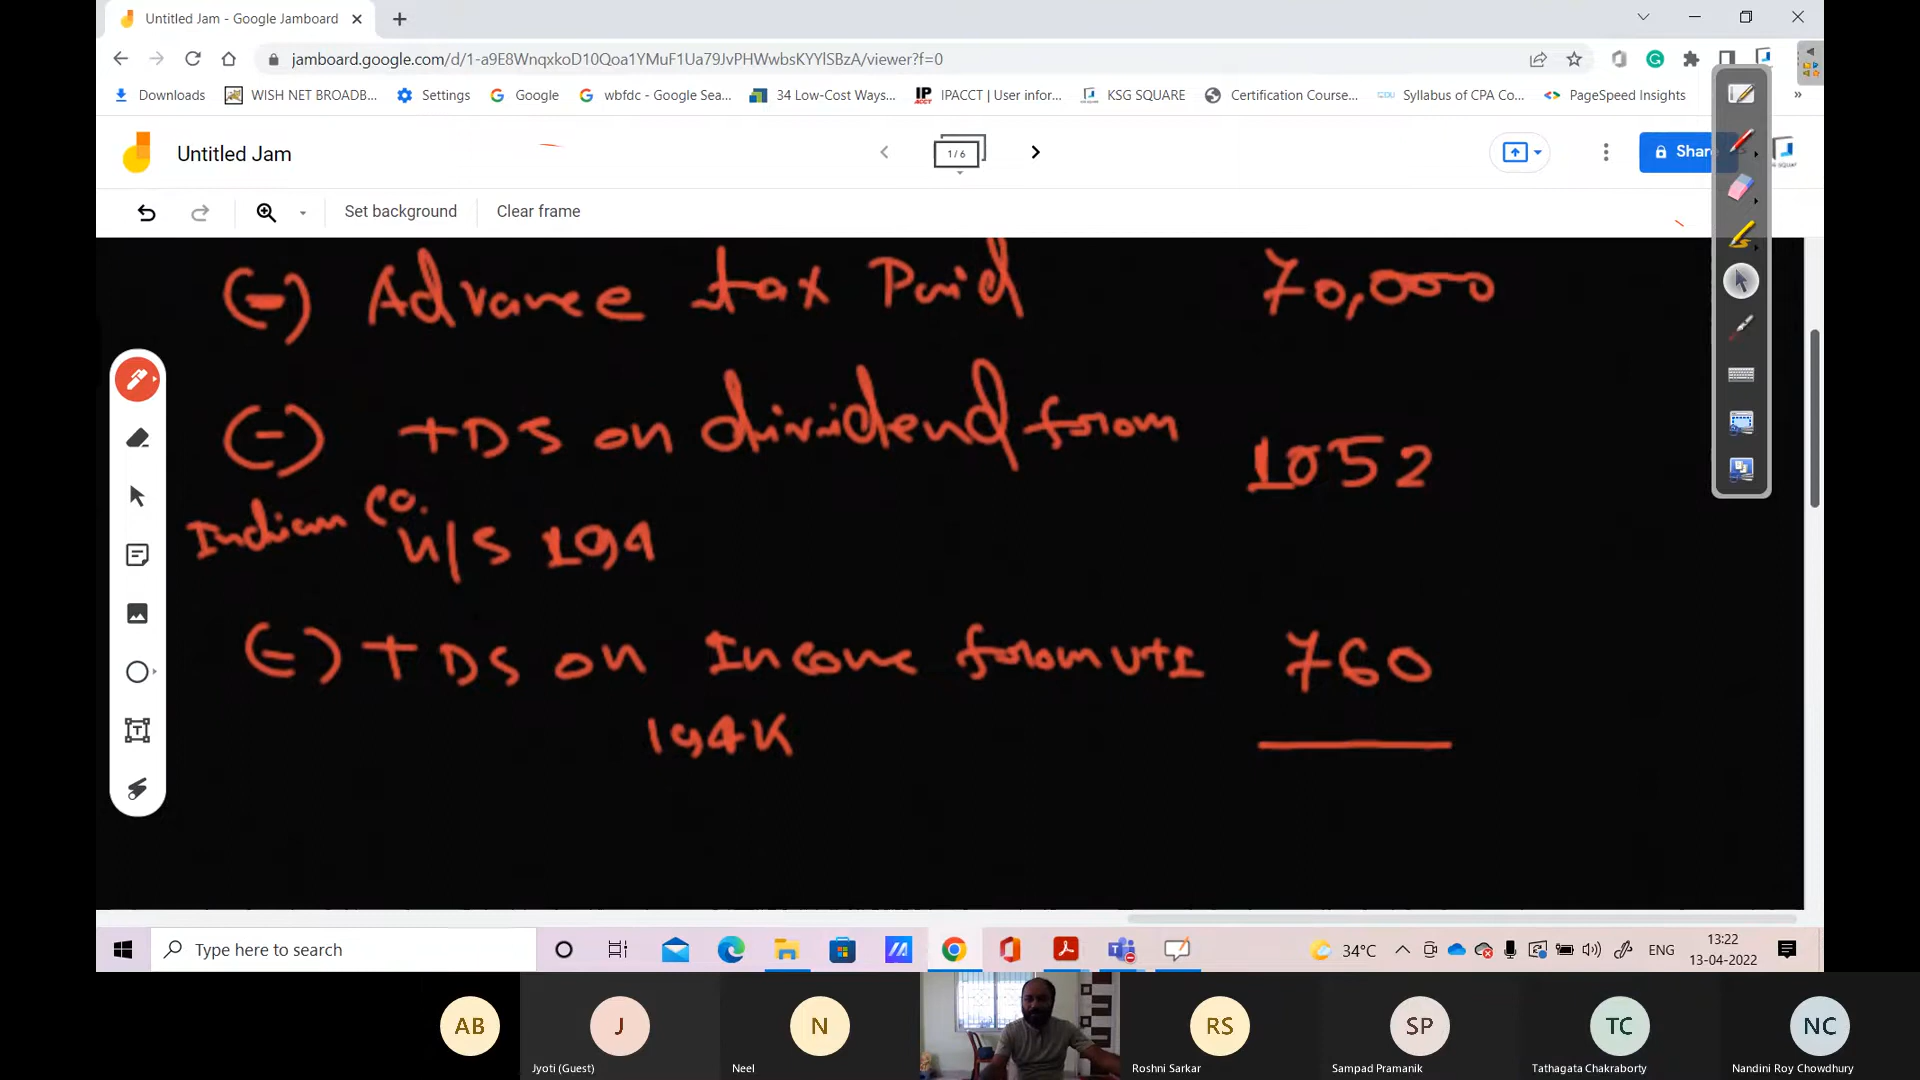 Untitled Jam - Google Jamboard
jamboard.google.com/d/1-a9E8WnqxkoD10Qoa1YMuF1Ua79JvPHWwbsKYYlSBzA/viewer?f=0
Downloads WISH NET BROADB... Settings Google wbfdc - Google Sea... 34 Low-Cost Ways... IPACCT | User infor... KSG SQUARE Certification Course... Syllabus of CPA Co... PageSpeed Insights »
Untitled Jam 1/6 Shar
Set background Clear frame
(-) Advance tax Paid 70,000
(-) TDS on dividend from 1052
Indian Co.
u/s 194
(-) TDS on Income from UTI 760
194K
Type here to search 34°C ENG 13:22
13-04-2022
AB J N RS SP TC NC
Jyoti (Guest) Neel Roshni Sarkar Sampad Pramanik Tathagata Chakraborty Nandini Roy Chowdhury